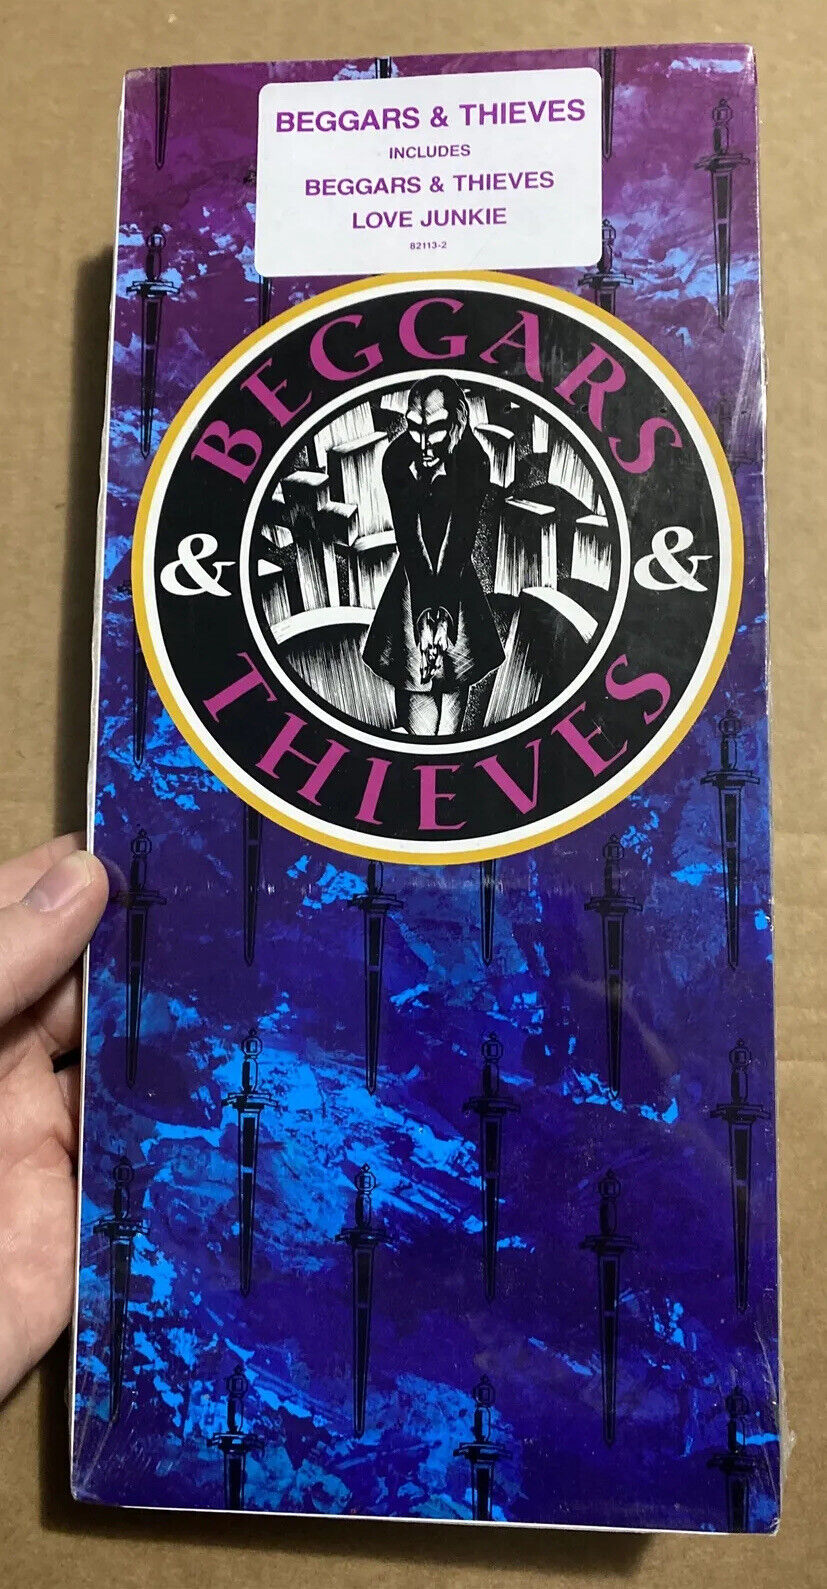 BEGGARS & THIEVES
INCLUDES
BEGGARS & THIEVES
LOVE JUNKIE
82113-2
BEGGARS
& &
THIEVES